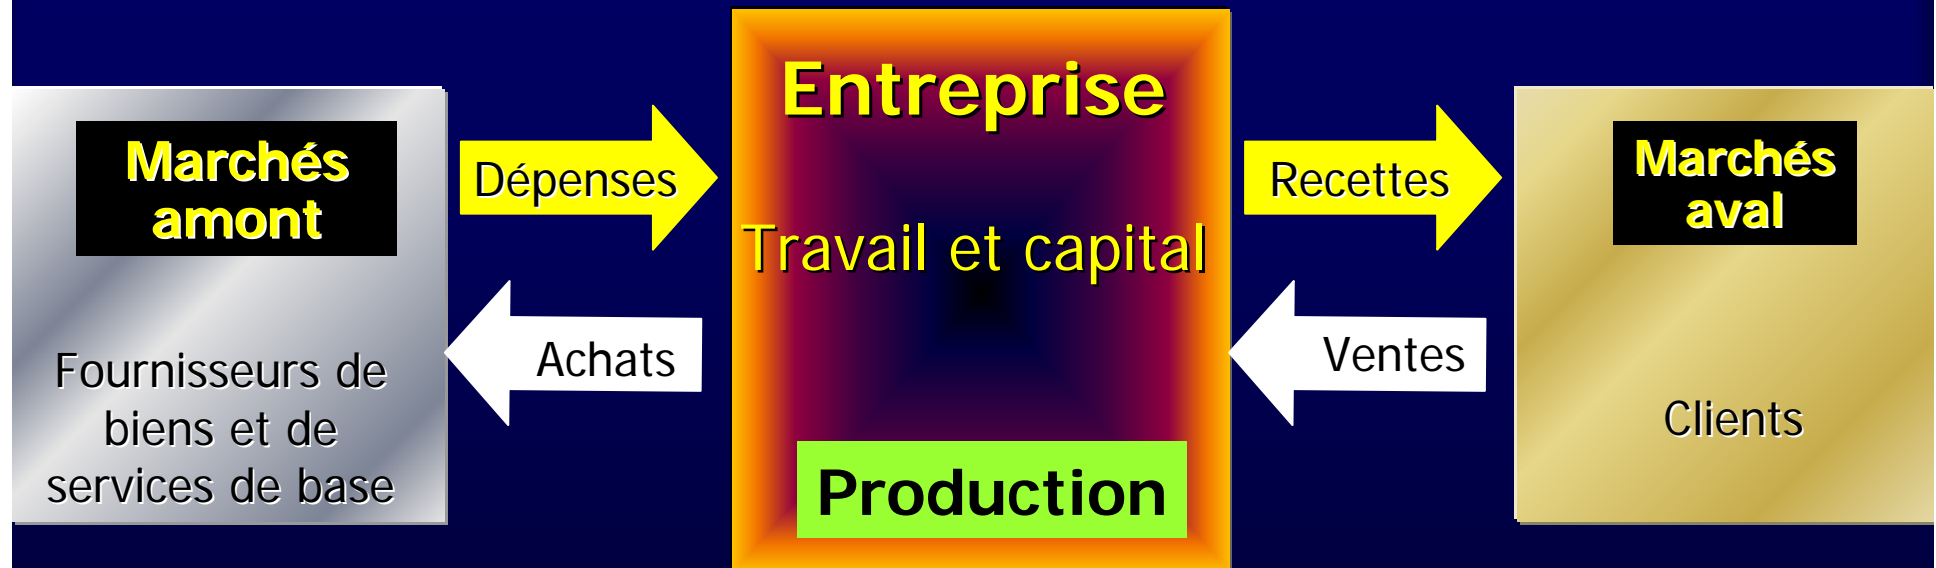 Marchés
amont
Fournisseurs de
biens et de
services de base
Dépenses
Achats
Entreprise
Travail et capital
Production
Recettes
Ventes
Marchés
aval
Clients